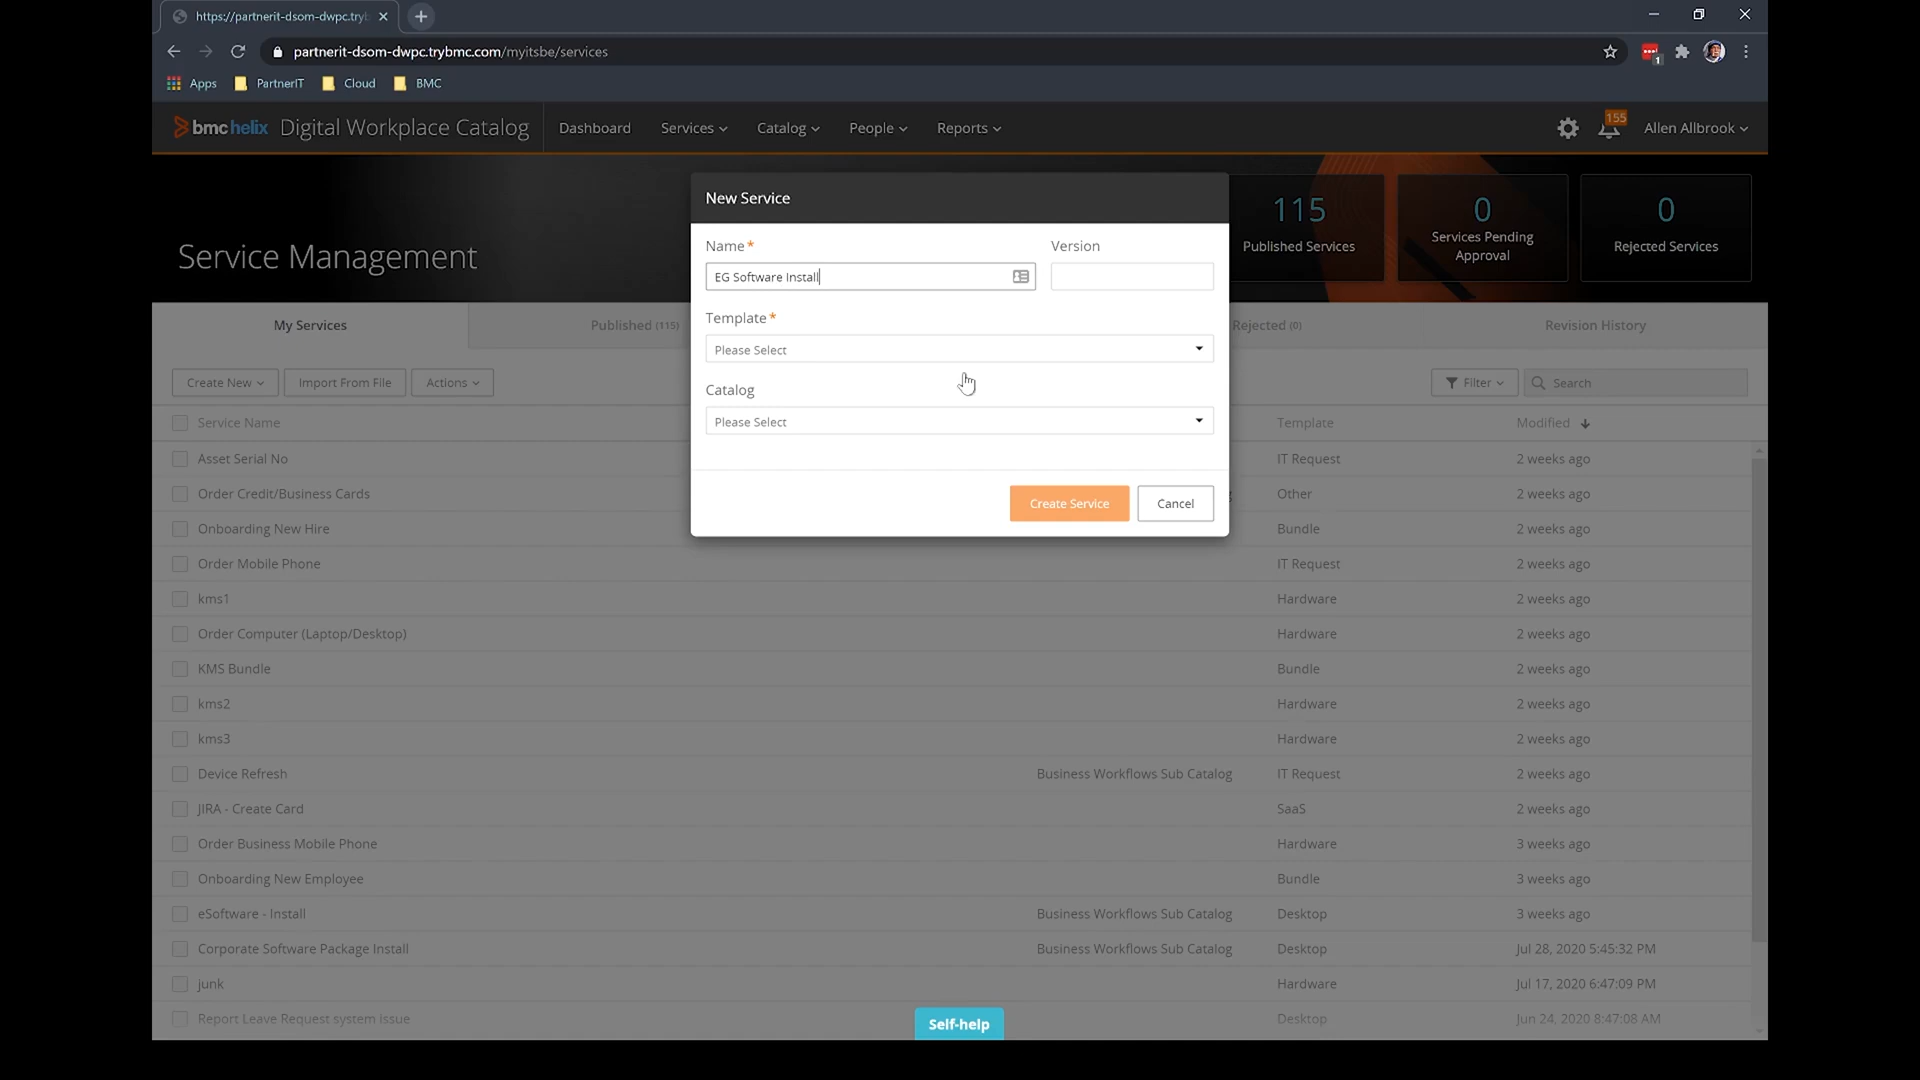 https://partnerit-dsom-dwpc.try
partnerit-dsom-dwpc.trybmc.com/myitsbe/services
1
Apps PartnerIT Cloud BMC
bmchelix Digital Workplace Catalog Dashboard Services Catalog People Reports 155 Allen Allbrook
New Service
Service Management
115
Published Services
0
Services Pending
Approval
0
Rejected Services
Name* Version
EG Software Install
Template*
Please Select
Catalog
Please Select
Create Service Cancel
My Services Published (115) Rejected (0) Revision History
Create New Import From File Actions Filter Search
Service Name Template Modified
Asset Serial No IT Request 2 weeks ago
Order Credit/Business Cards Other 2 weeks ago
Onboarding New Hire Bundle 2 weeks ago
Order Mobile Phone IT Request 2 weeks ago
kms1 Hardware 2 weeks ago
Order Computer (Laptop/Desktop) Hardware 2 weeks ago
KMS Bundle Bundle 2 weeks ago
kms2 Hardware 2 weeks ago
kms3 Hardware 2 weeks ago
Device Refresh Business Workflows Sub Catalog IT Request 2 weeks ago
JIRA - Create Card SaaS 2 weeks ago
Order Business Mobile Phone Hardware 3 weeks ago
Onboarding New Employee Bundle 3 weeks ago
eSoftware - Install Business Workflows Sub Catalog Desktop 3 weeks ago
Corporate Software Package Install Business Workflows Sub Catalog Desktop Jul 28, 2020 5:45:32 PM
junk Hardware Jul 17, 2020 6:47:09 PM
Report Leave Request system issue Desktop Jun 24, 2020 8:47:08 AM
Self-help